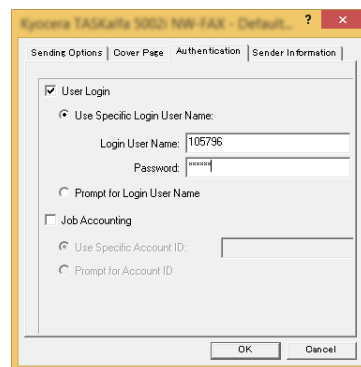 Kyocera TASKalfa 5002i NW-FAX - Default... ? ×
Sending Options Cover Page Authentication Sender Information
User Login
Use Specific Login User Name:
Login User Name: 105796
Password: ******
Prompt for Login User Name
Job Accounting
Use Specific Account ID:
Prompt for Account ID
OK Cancel